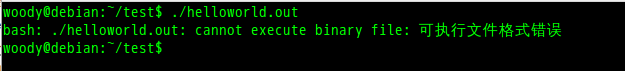 woody@debian:~/test$ ./helloworld.out
bash: ./helloworld.out: cannot execute binary file: 可执行文件格式错误
woody@debian:~/test$